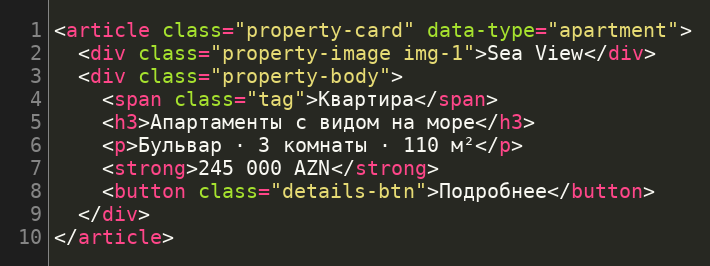 1 <article class="property-card" data-type="apartment">
2   <div class="property-image img-1">Sea View</div>
3   <div class="property-body">
4     <span class="tag">Квартира</span>
5     <h3>Апартаменты с видом на море</h3>
6     <p>Бульвар · 3 комнаты · 110 м²</p>
7     <strong>245 000 AZN</strong>
8     <button class="details-btn">Подробнее</button>
9   </div>
10 </article>